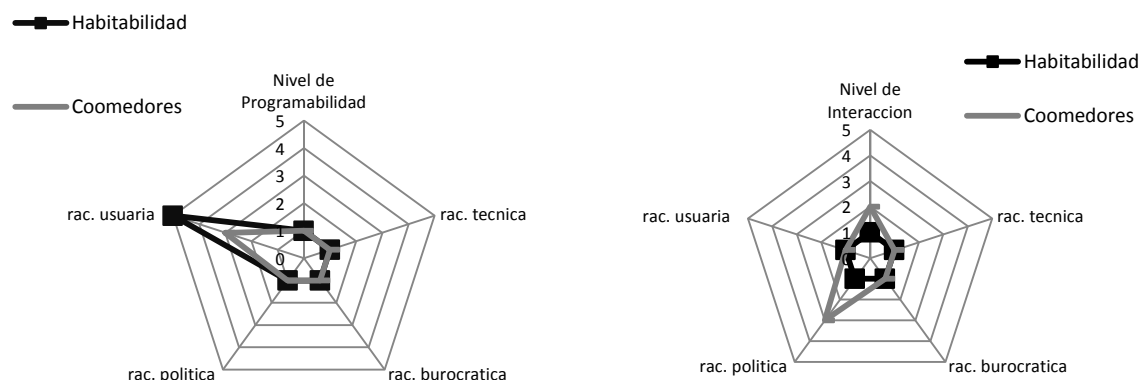 Habitabilidad
Coomedores
Nivel de
Programabilidad
5
4
3
2
1
0
rac. usuaria
rac. tecnica
rac. politica
rac. burocratica
Habitabilidad
Coomedores
Nivel de
Interaccion
5
4
3
2
1
0
rac. usuaria
rac. tecnica
rac. politica
rac. burocratica